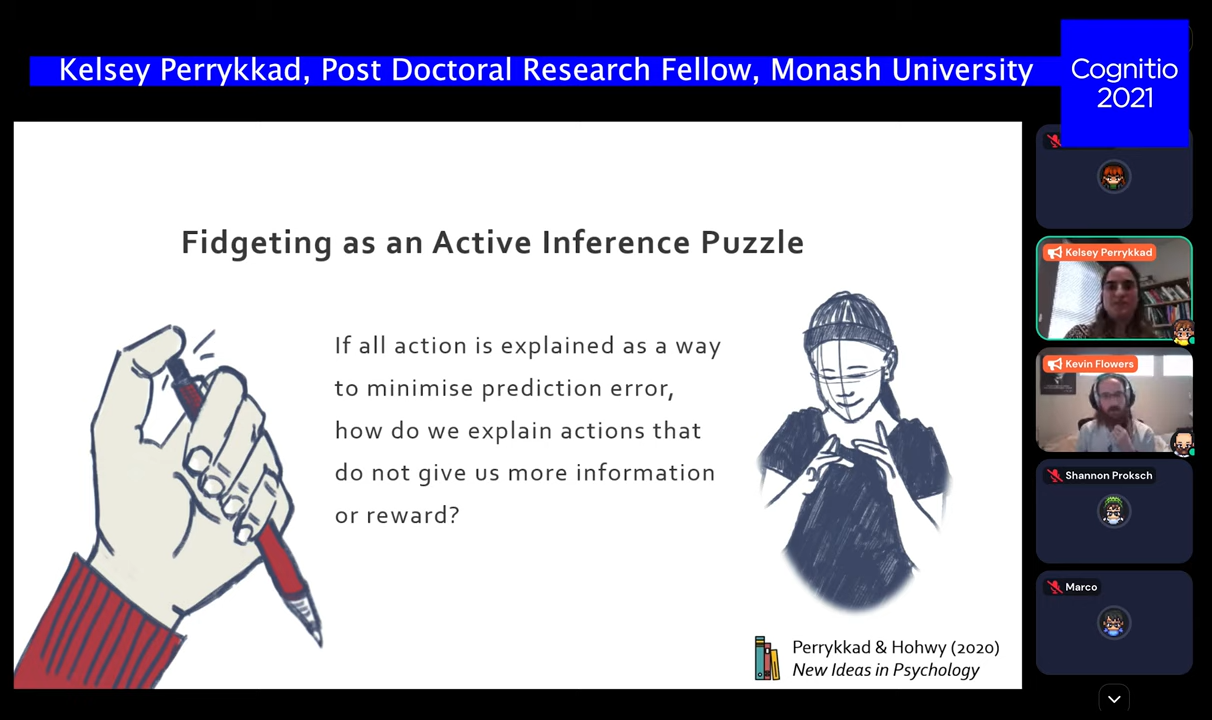 Kelsey Perrykkad, Post Doctoral Research Fellow, Monash University
Cognitio
2021
Fidgeting as an Active Inference Puzzle
If all action is explained as a way
to minimise prediction error,
how do we explain actions that
do not give us more information
or reward?
Perrykkad & Hohwy (2020)
New Ideas in Psychology
Kelsey Perrykkad
Kevin Flowers
Shannon Proksch
Marco